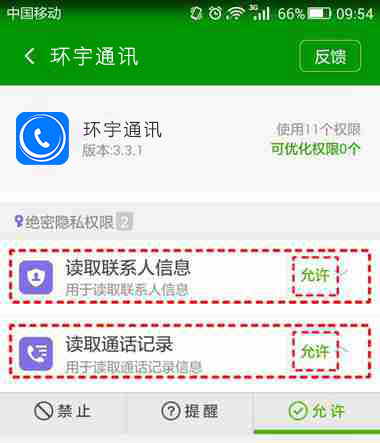 中国移动 3G 66% 09:54
环宇通讯 反馈
环宇通讯 使用11个权限
版本:3.3.1 可优化权限0个
绝密隐私权限 2
读取联系人信息 允许
用于读取联系人信息
读取通话记录 允许
用于读取通话记录信息
禁止 提醒 允许